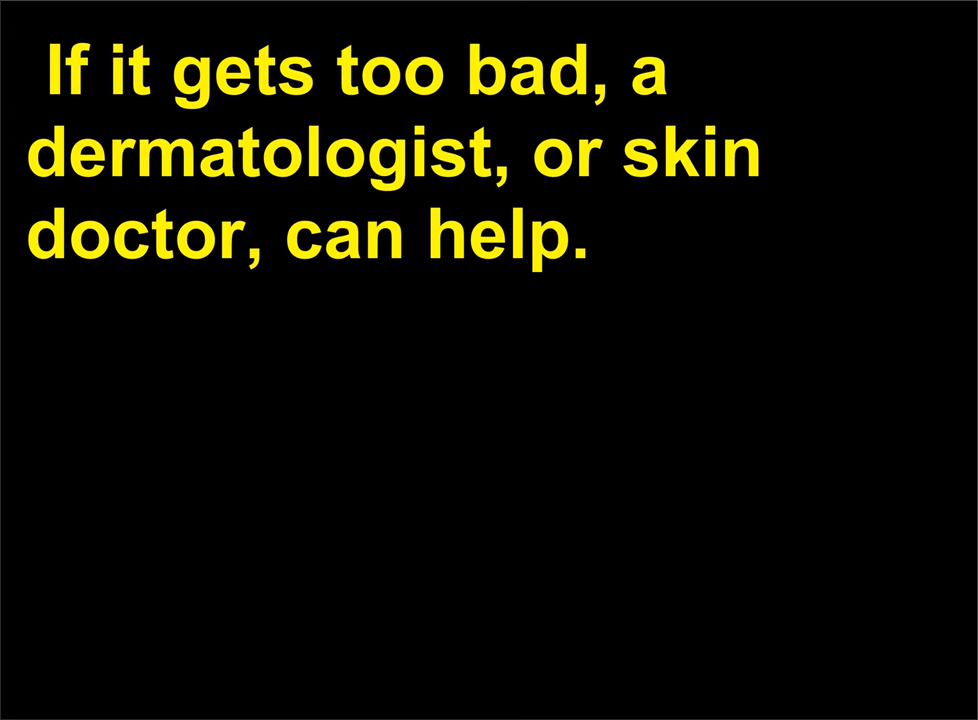 If it gets too bad, a
dermatologist, or skin
doctor, can help.